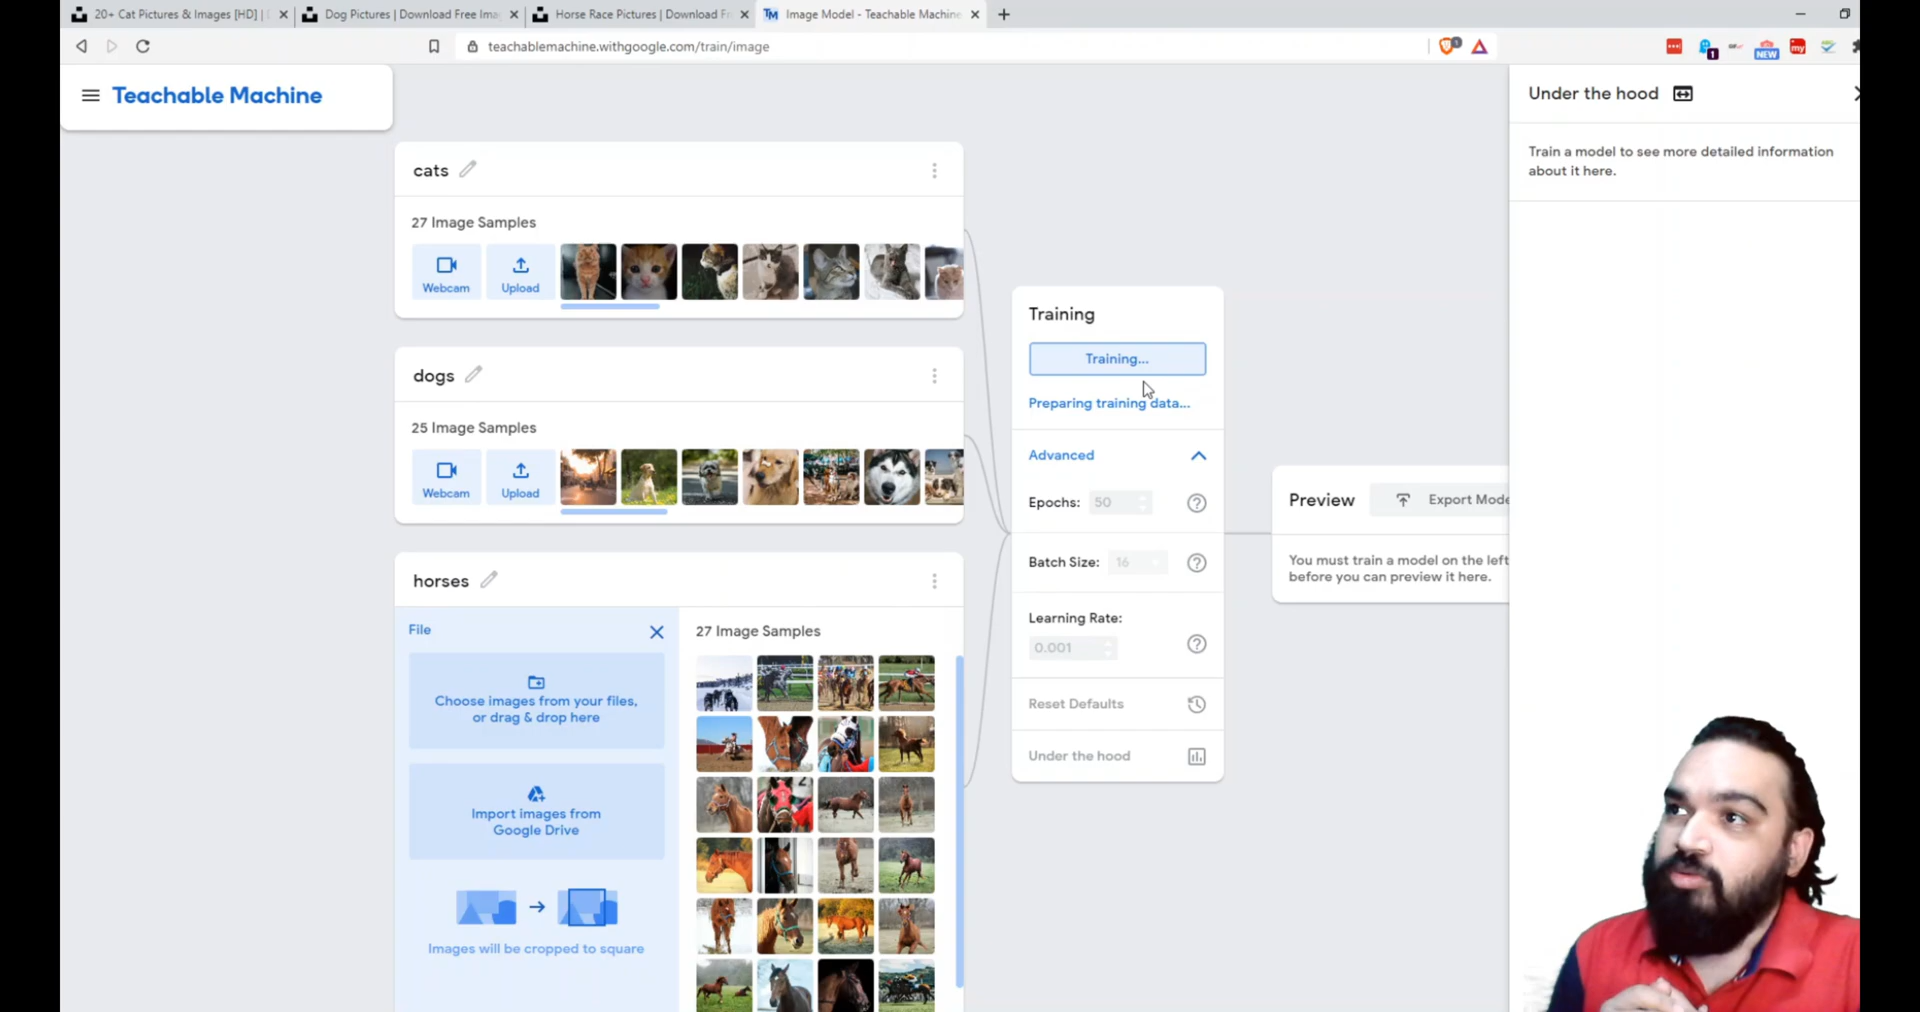 20+ Cat Pictures & Images [HD] |
Dog Pictures | Download Free Ima
Horse Race Pictures | Download F
Image Model - Teachable Machine
teachablemachine.withgoogle.com/train/image
1
1
NEW
my
Teachable Machine
Under the hood
Train a model to see more detailed information
about it here.
cats
27 Image Samples
Webcam
Upload
dogs
25 Image Samples
Webcam
Upload
horses
File
Choose images from your files,
or drag & drop here
Import images from
Google Drive
Images will be cropped to square
27 Image Samples
Training
Training...
Preparing training data...
Advanced
Epochs: 50
Batch Size: 16
Learning Rate:
0.001
Reset Defaults
Under the hood
Preview
Export Mode
You must train a model on the left
before you can preview it here.